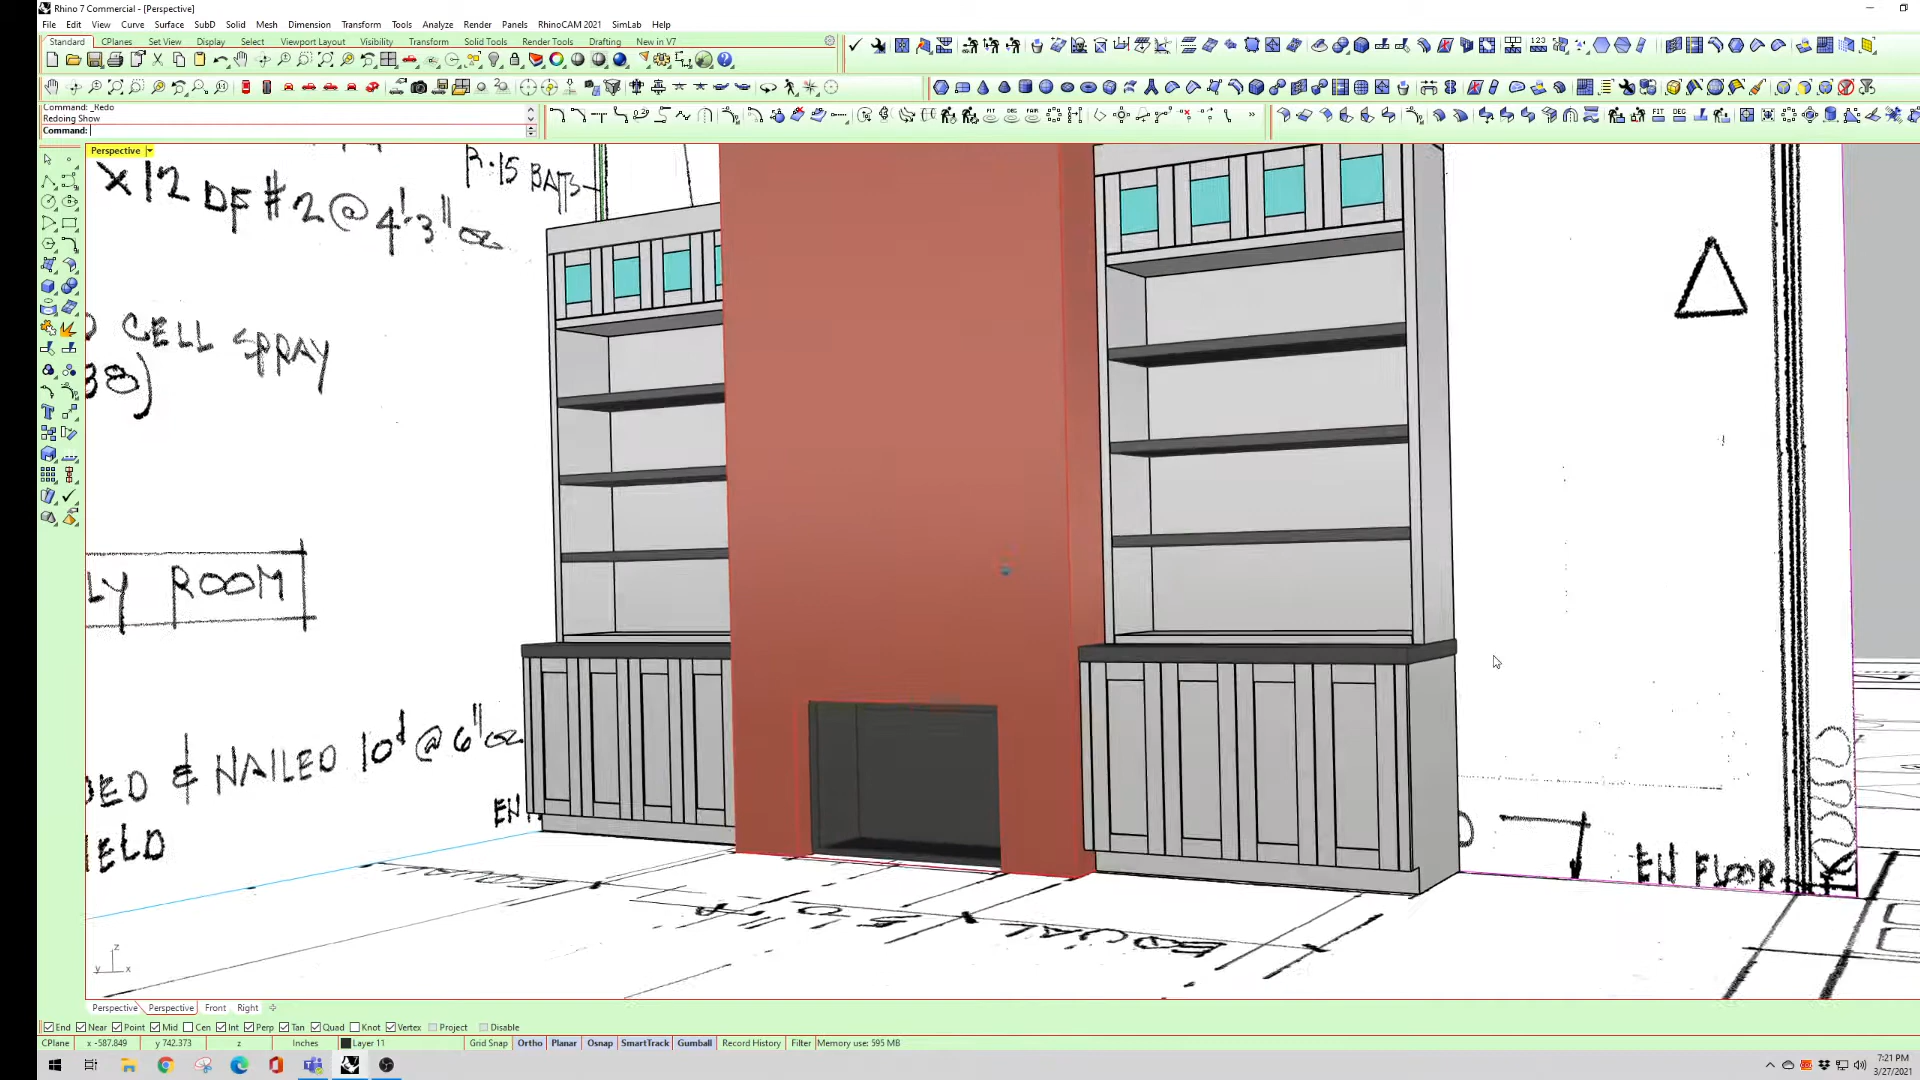 Rhino 7 Commercial - [Perspective]
File Edit View Curve Surface SubD Solid Mesh Dimension Transform Tools Analyze Render Panels RhinoCAM 2021 SimLab Help
Standard CPlanes Set View Display Select Viewport Layout Visibility Transform Solid Tools Render Tools Drafting New in V7
Command: _Redo
Redoing Show
Command:
Perspective
R-15 BATTS
X12 DF #2 @ 4'-3" oc
CELL SPRAY
38)
LY ROOM
& NAILED 10d @ 6" oc
IELD
EN FLOOR
EQUAL
EQUAL
z
y x
Perspective Perspective Front Right
End Near Point Mid Cen Int Perp Tan Quad Knot Vertex Project Disable
CPlane x -587.849 y 742.373 z Inches Layer 11 Grid Snap Ortho Planar Osnap SmartTrack Gumball Record History Filter Memory use: 595 MB
7:21 PM
3/27/2021